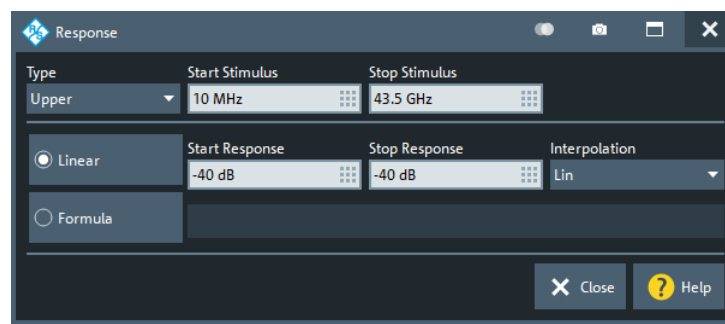 Response
Type Start Stimulus Stop Stimulus
Upper 10 MHz 43.5 GHz
Start Response Stop Response Interpolation
Linear
-40 dB -40 dB Lin
Formula
Close ? Help